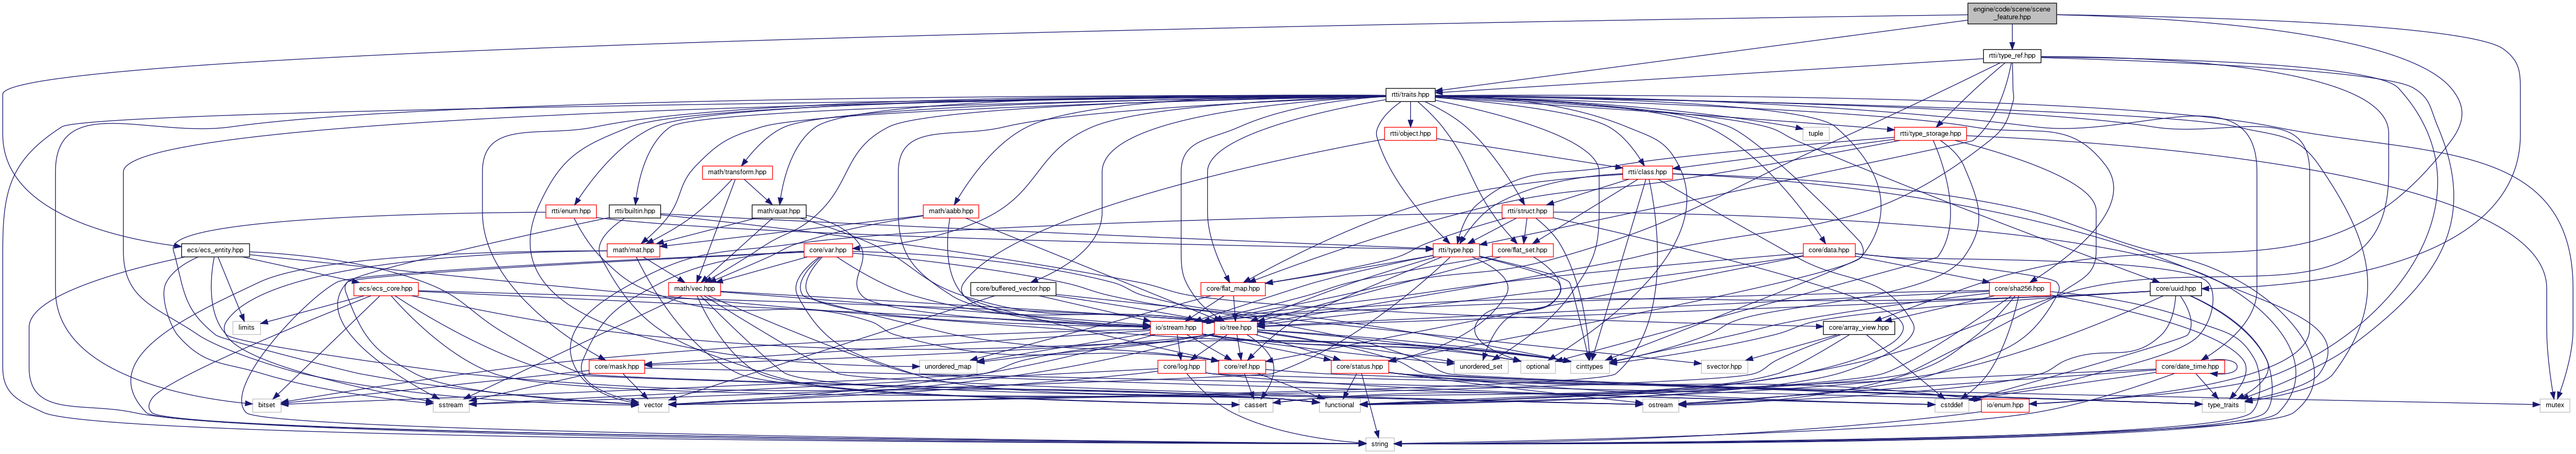 engine/code/scene/scene
_feature.hpp
rtti/type_ref.hpp
rtti/traits.hpp
rtti/object.hpp
tuple
rtti/type_storage.hpp
math/transform.hpp
rtti/class.hpp
rtti/enum.hpp
rtti/builtin.hpp
math/quat.hpp
math/aabb.hpp
rtti/struct.hpp
ecs/ecs_entity.hpp
math/mat.hpp
core/var.hpp
rtti/type.hpp
core/flat_set.hpp
core/data.hpp
ecs/ecs_core.hpp
math/vec.hpp
core/buffered_vector.hpp
core/flat_map.hpp
core/sha256.hpp
core/uuid.hpp
limits
io/stream.hpp
io/tree.hpp
core/array_view.hpp
core/mask.hpp
unordered_map
core/log.hpp
core/ref.hpp
core/status.hpp
unordered_set
optional
cinttypes
svector.hpp
core/date_time.hpp
bitset
sstream
vector
cassert
functional
ostream
cstddef
io/enum.hpp
type_traits
mutex
string